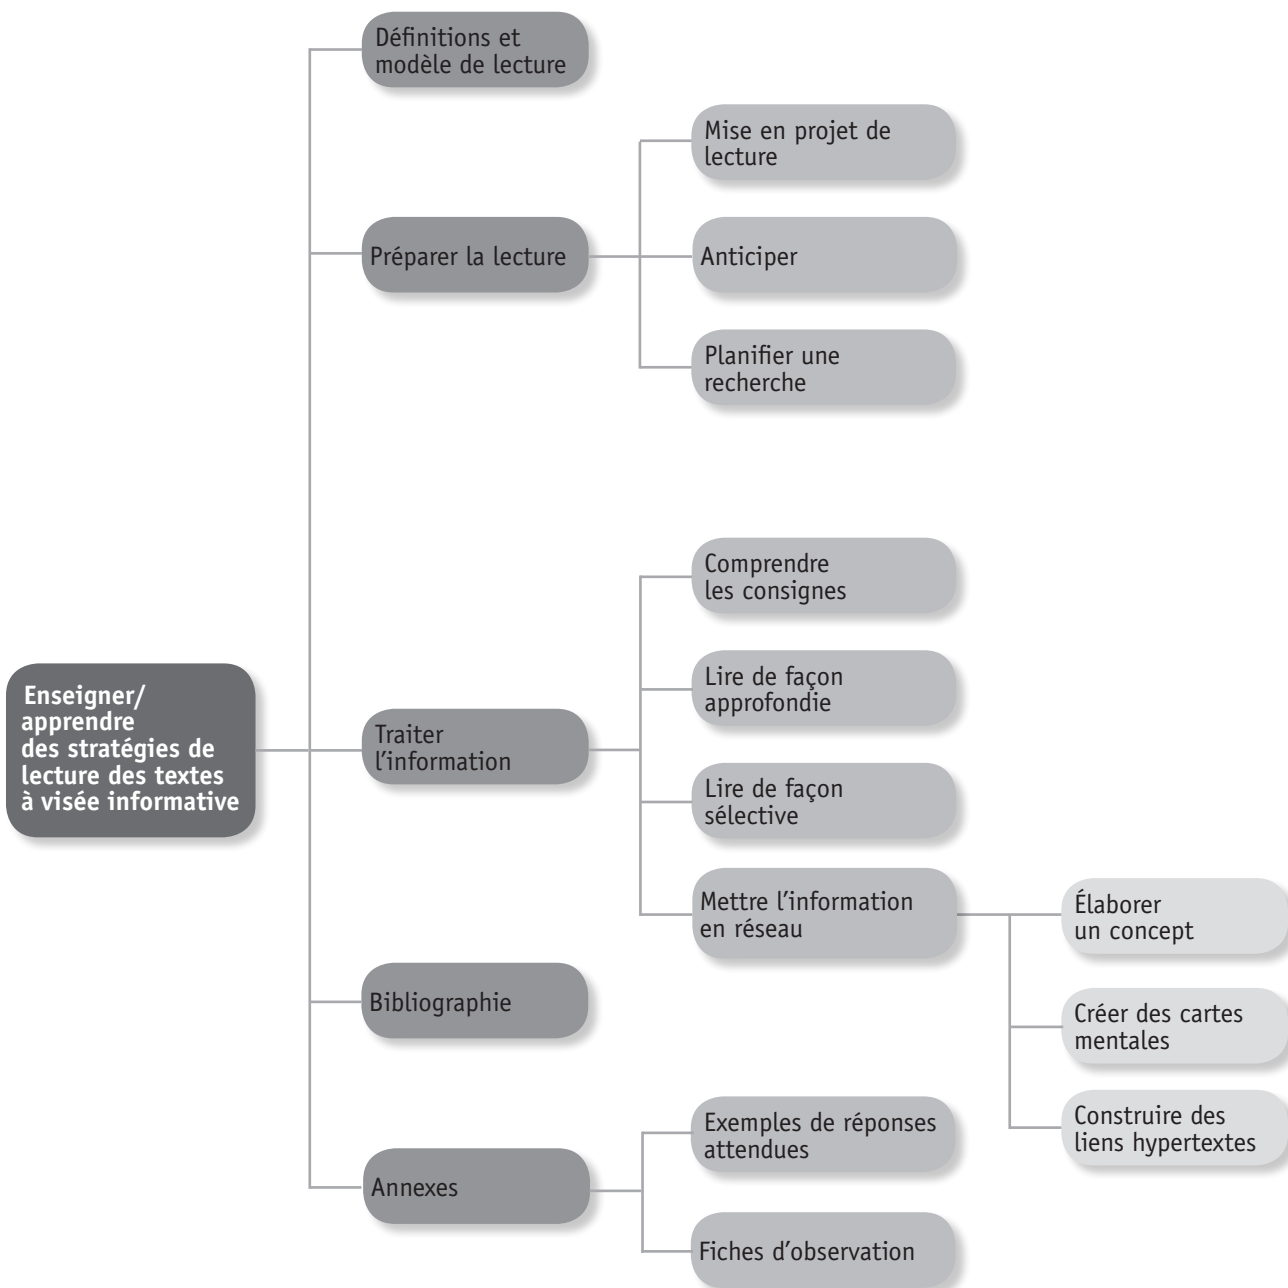 Définitions et
modèle de lecture
Mise en projet de
lecture
Préparer la lecture
Anticiper
Planifier une
recherche
Comprendre
les consignes
Lire de façon
approfondie
Enseigner/
apprendre
des stratégies de
lecture des textes
à visée informative
Traiter
l'information
Lire de façon
sélective
Mettre l'information
en réseau
Élaborer
un concept
Créer des cartes
mentales
Construire des
liens hypertextes
Bibliographie
Annexes
Exemples de réponses
attendues
Fiches d'observation